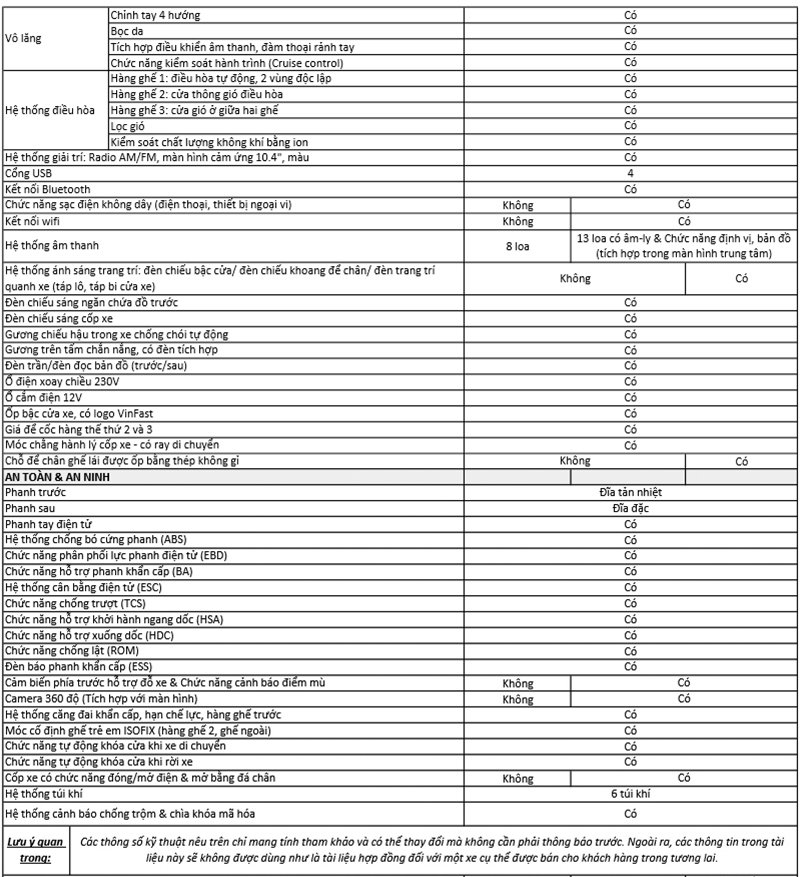 Vô lăng
Chỉnh tay 4 hướng Có
Bọc da Có
Tích hợp điều khiển âm thanh, đàm thoại rảnh tay Có
Chức năng kiểm soát hành trình (Cruise control) Có
Hệ thống điều hòa
Hàng ghế 1: điều hòa tự động, 2 vùng độc lập Có
Hàng ghế 2: cửa thông gió điều hòa Có
Hàng ghế 3: cửa gió ở giữa hai ghế Có
Lọc gió Có
Kiểm soát chất lượng không khí bằng ion Có
Hệ thống giải trí: Radio AM/FM, màn hình cảm ứng 10.4", màu Có
Cổng USB 4
Kết nối Bluetooth Có
Chức năng sạc điện không dây (điện thoại, thiết bị ngoại vi) Không Có
Kết nối wifi Không Có
Hệ thống âm thanh 8 loa 13 loa có âm-ly & Chức năng định vị, bản đồ
(tích hợp trong màn hình trung tâm)
Hệ thống ánh sáng trang trí: đèn chiếu bậc cửa/ đèn chiếu khoang để chân/ đèn trang trí
quanh xe (táp lô, táp bi cửa xe) Không Có
Đèn chiếu sáng ngăn chứa đồ trước Có
Đèn chiếu sáng cốp xe Có
Gương chiếu hậu trong xe chống chói tự động Có
Gương trên tấm chắn nắng, có đèn tích hợp Có
Đèn trần/đèn đọc bản đồ (trước/sau) Có
Ổ điện xoay chiều 230V Có
Ổ cắm điện 12V Có
Ốp bậc cửa xe, có logo VinFast Có
Giá để cốc hàng thế thứ 2 và 3 Có
Móc chằng hành lý cốp xe - có ray di chuyển Có
Chỗ để chân ghế lái được ốp bằng thép không gỉ Không Có
AN TOÀN & AN NINH
Phanh trước Đĩa tản nhiệt
Phanh sau Đĩa đặc
Phanh tay điện tử Có
Hệ thống chống bó cứng phanh (ABS) Có
Chức năng phân phối lực phanh điện tử (EBD) Có
Chức năng hỗ trợ phanh khẩn cấp (BA) Có
Hệ thống cân bằng điện tử (ESC) Có
Chức năng chống trượt (TCS) Có
Chức năng hỗ trợ khởi hành ngang dốc (HSA) Có
Chức năng hỗ trợ xuống dốc (HDC) Có
Chức năng chống lật (ROM) Có
Đèn báo phanh khẩn cấp (ESS) Có
Cảm biến phía trước hỗ trợ đỗ xe & Chức năng cảnh báo điểm mù Không Có
Camera 360 độ (Tích hợp với màn hình) Không Có
Hệ thống căng đai khẩn cấp, hạn chế lực, hàng ghế trước Có
Móc cố định ghế trẻ em ISOFIX (hàng ghế 2, ghế ngoài) Có
Chức năng tự động khóa cửa khi xe di chuyển Có
Chức năng tự động khóa cửa khi rời xe Có
Cốp xe có chức năng đóng/mở điện & mở bằng đá chân Không Có
Hệ thống túi khí 6 túi khí
Hệ thống cảnh báo chống trộm & chìa khóa mã hóa Có
Lưu ý quan
trong:
Các thông số kỹ thuật nêu trên chỉ mang tính tham khảo và có thể thay đổi mà không cần phải thông báo trước. Ngoài ra, các thông tin trong tài
liệu này sẽ không được dùng như là tài liệu hợp đồng đối với một xe cụ thể được bán cho khách hàng trong tương lai.